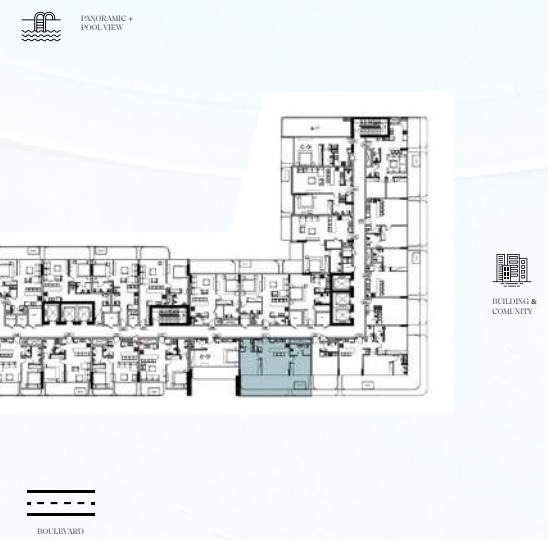 PANORAMIC +
POOL VIEW
BUILDING &
COMUNITY
BOULEVARD